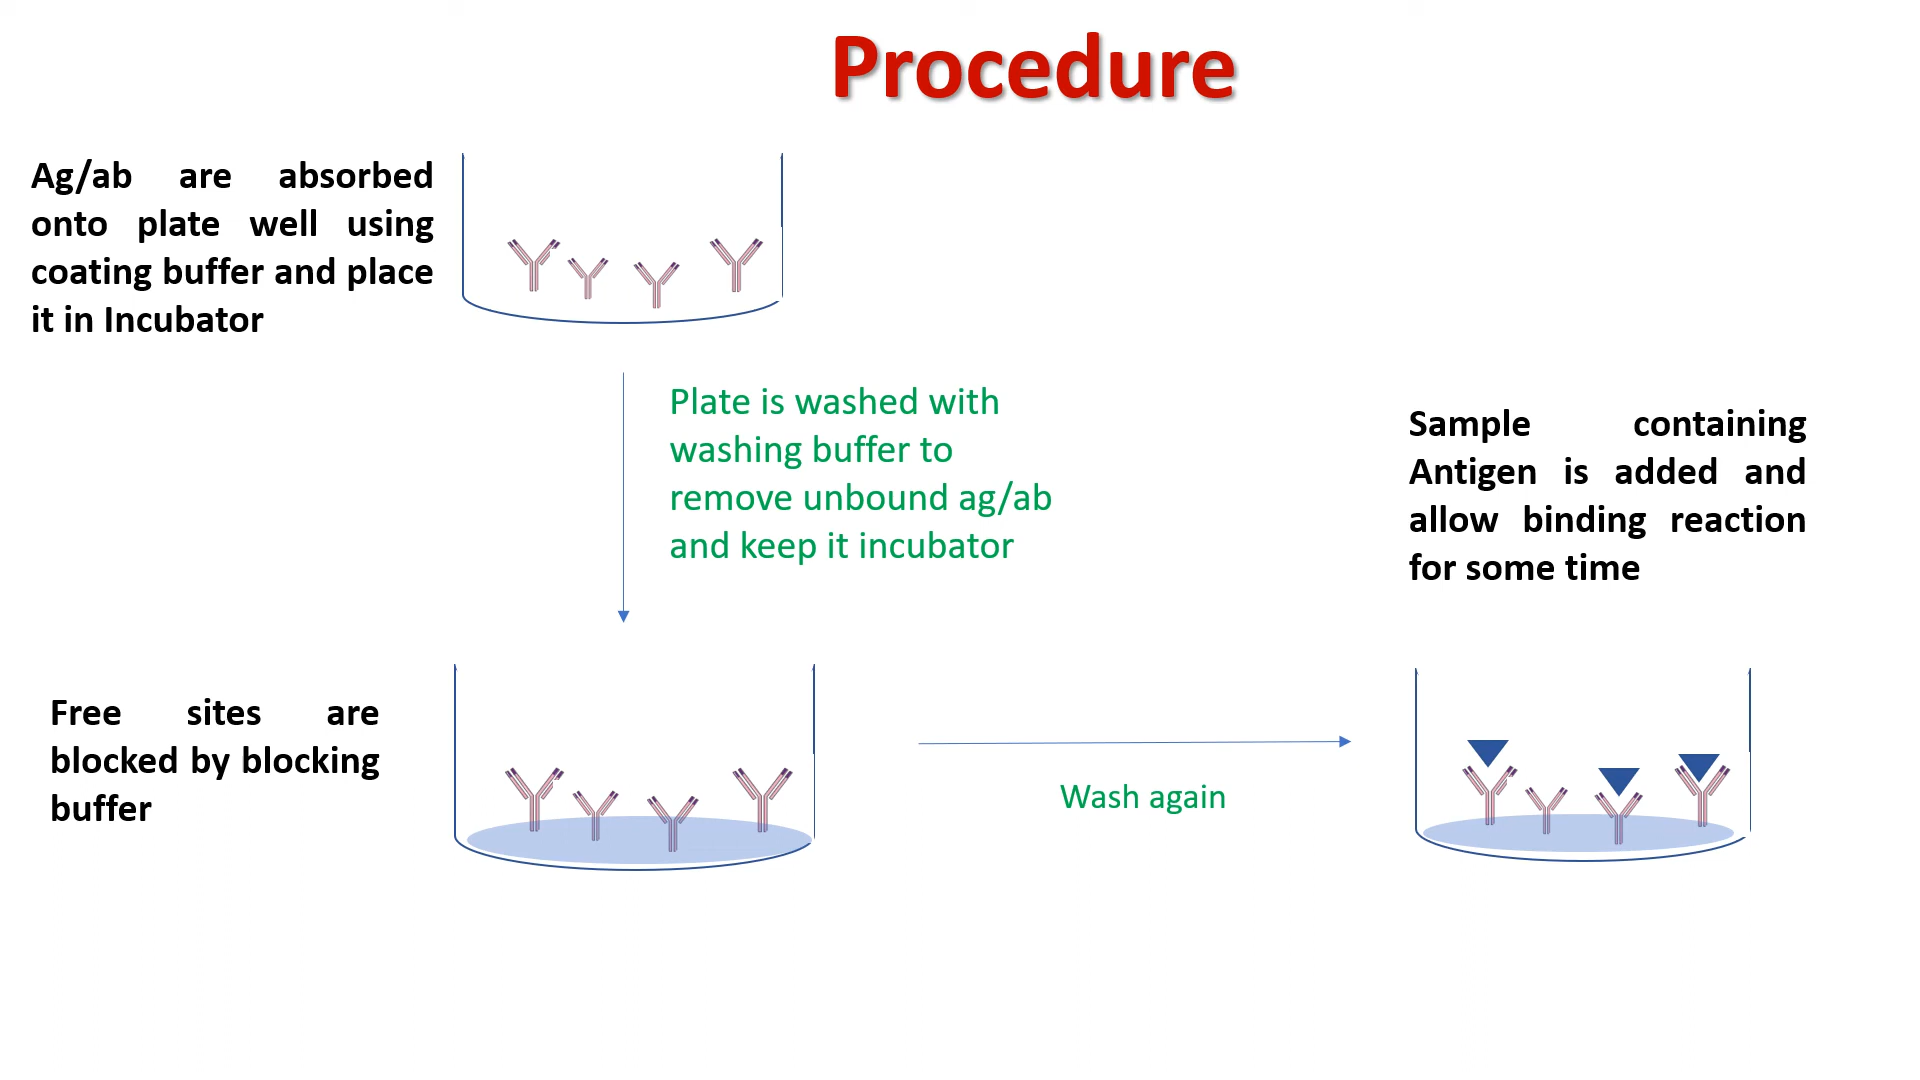 Procedure
Ag/ab are absorbed
onto plate well using
coating buffer and place
it in Incubator
Plate is washed with
washing buffer to
remove unbound ag/ab
and keep it incubator
Free sites are
blocked by blocking
buffer
Wash again
Sample containing
Antigen is added and
allow binding reaction
for some time